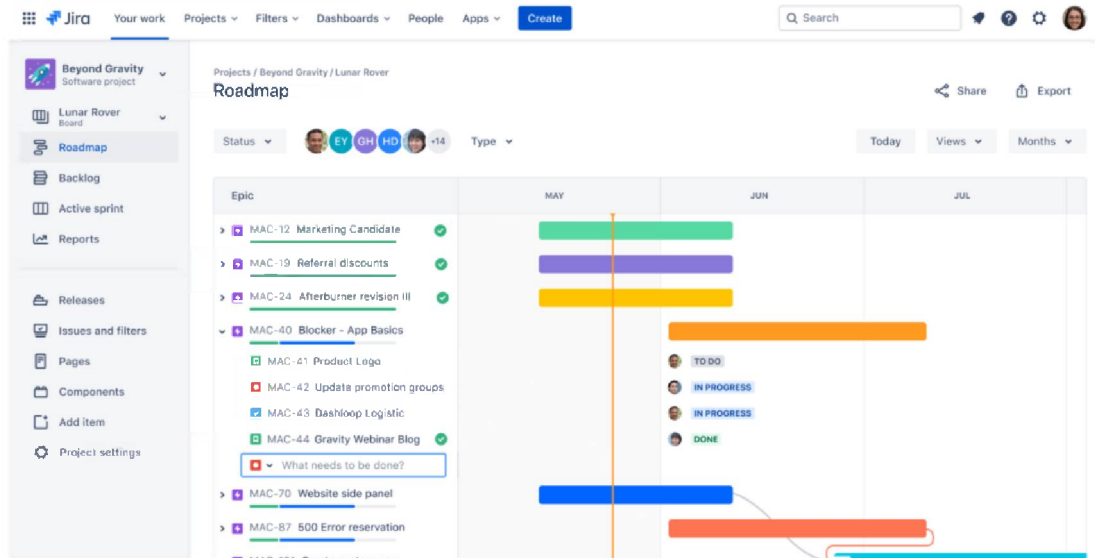 Jira Your work Projects Filters Dashboards People Apps Create Search
Beyond Gravity
Software project
Lunar Rover
Board
Roadmap
Backlog
Active sprint
Reports
Releases
Issues and filters
Pages
Components
Add item
Project settings
Projects / Beyond Gravity / Lunar Rover
Roadmap
Share Export
Status EY GH HD +14 Type Today Views Months
Epic MAY JUN JUL
MAC-12 Marketing Candidate
MAC-19 Referral discounts
MAC-24 Afterburner revision III
MAC-40 Blocker - App Basics
MAC-41 Product Logo TO DO
MAC-42 Update promotion groups IN PROGRESS
MAC-43 Dashloop Logistic IN PROGRESS
MAC-44 Gravity Webinar Blog DONE
What needs to be done?
MAC-70 Website side panel
MAC-87 500 Error reservation